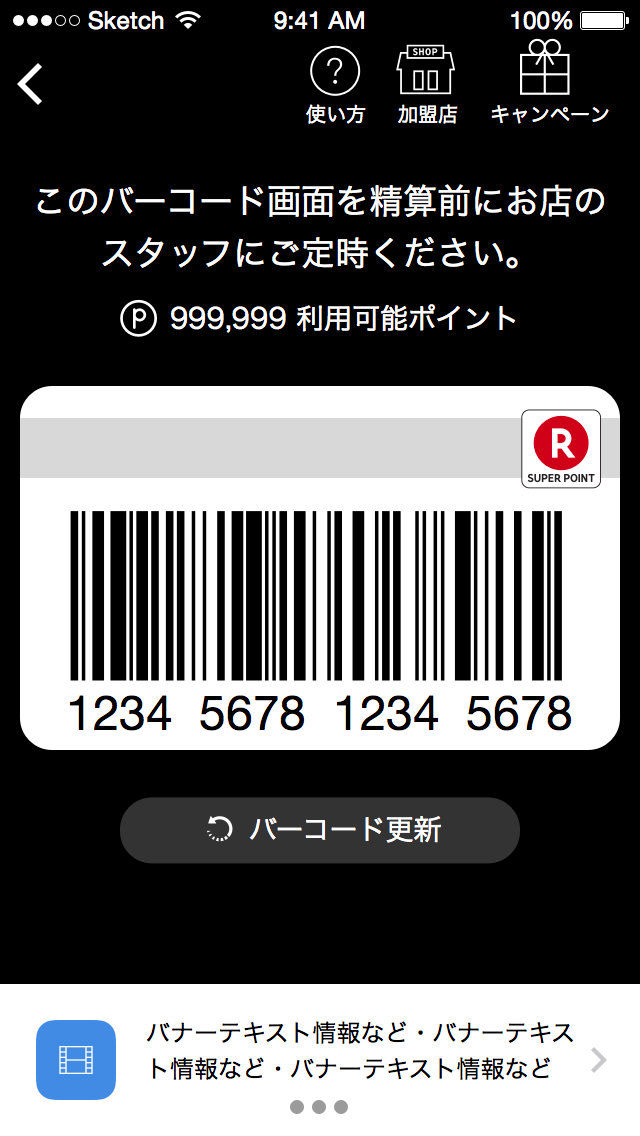 Sketch 9:41 AM 100%
SHOP
使い方 加盟店 キャンペーン
このバーコード画面を精算前にお店の
スタッフにご定時ください。
P 999,999 利用可能ポイント
R
SUPER POINT
1234 5678 1234 5678
バーコード更新
バナーテキスト情報など・バナーテキス
ト情報など・バナーテキスト情報など